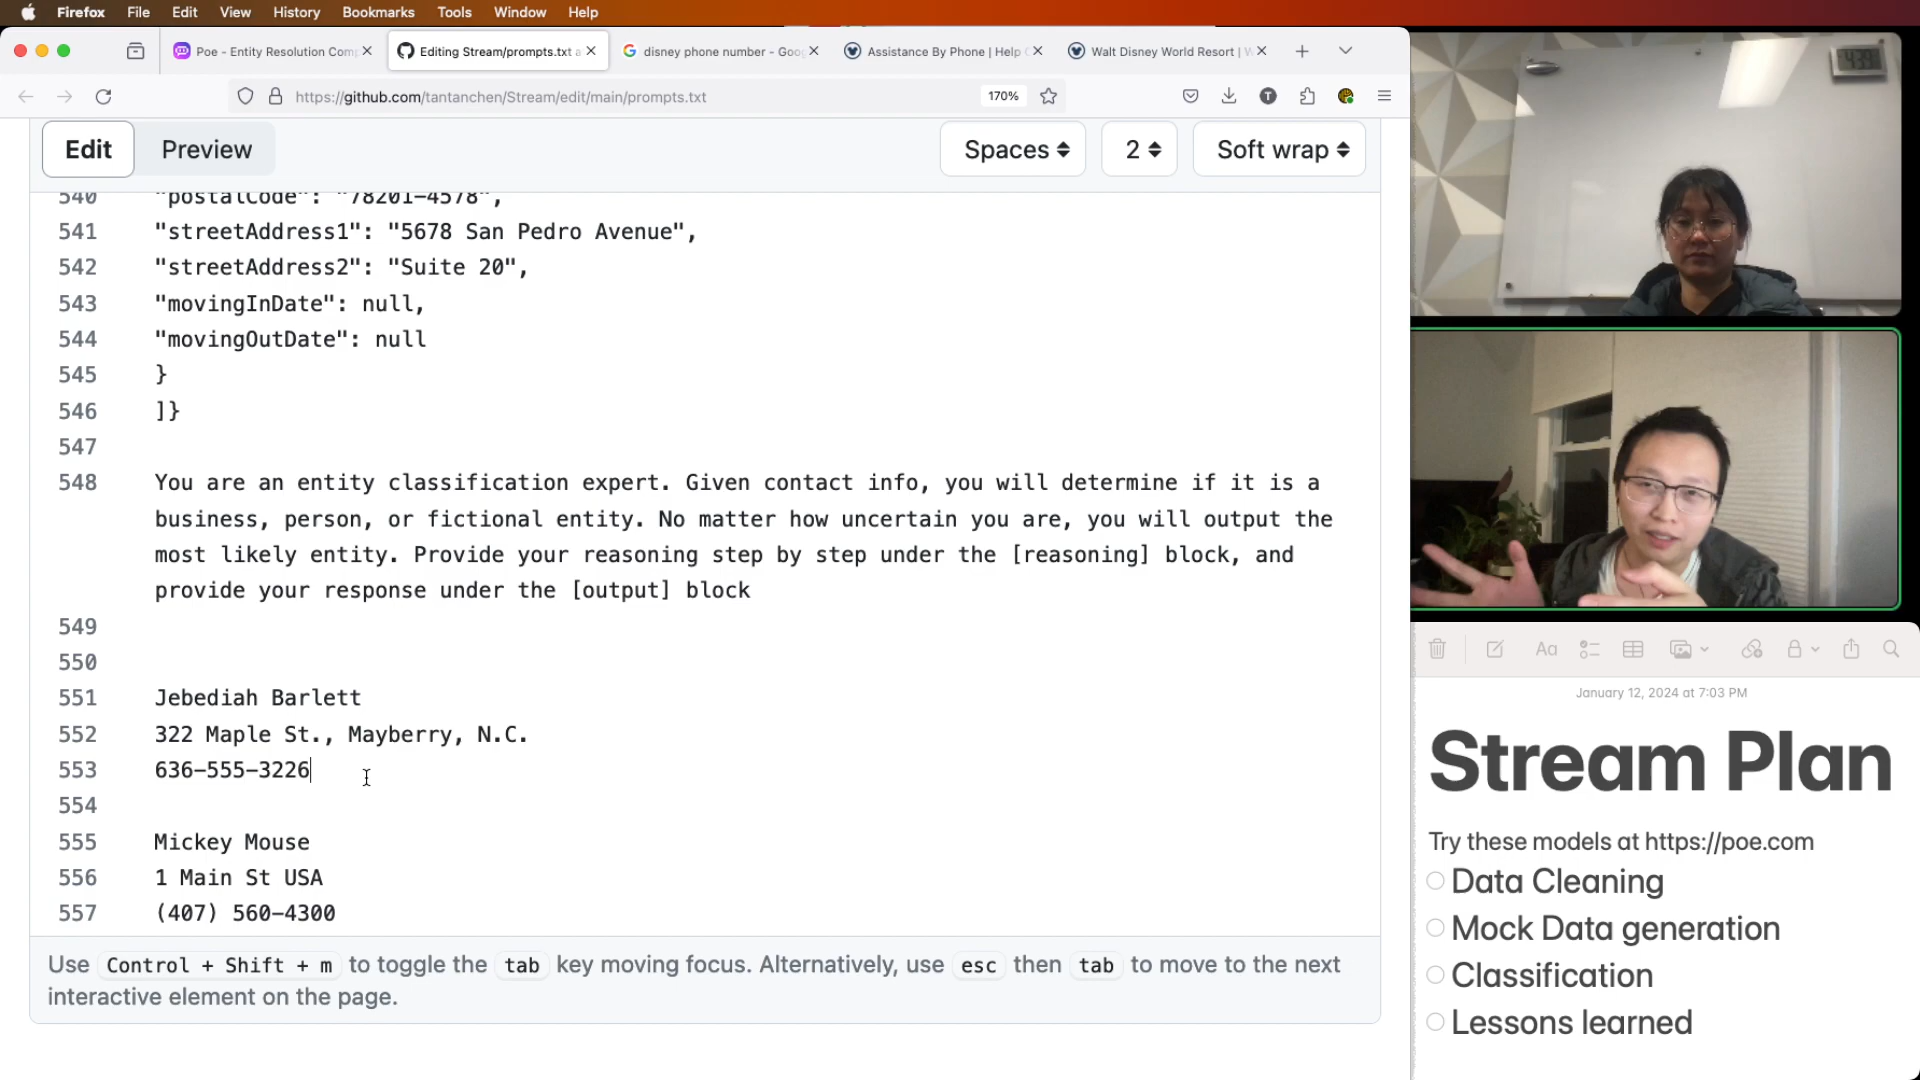 Firefox File Edit View History Bookmarks Tools Window Help
Poe - Entity Resolution Com
Editing Stream/prompts.txt a
disney phone number - Goo
Assistance By Phone | Help C
Walt Disney World Resort | W
https://github.com/tantanchen/Stream/edit/main/prompts.txt
170%
T
Edit Preview
Spaces 2 Soft wrap
540 "postalCode": "78201-4578",
541 "streetAddress1": "5678 San Pedro Avenue",
542 "streetAddress2": "Suite 20",
543 "movingInDate": null,
544 "movingOutDate": null
545 }
546 ]}
547
548 You are an entity classification expert. Given contact info, you will determine if it is a
business, person, or fictional entity. No matter how uncertain you are, you will output the
most likely entity. Provide your reasoning step by step under the [reasoning] block, and
provide your response under the [output] block
549
550
551 Jebediah Barlett
552 322 Maple St., Mayberry, N.C.
553 636-555-3226
554
555 Mickey Mouse
556 1 Main St USA
557 (407) 560-4300
Use Control + Shift + m to toggle the tab key moving focus. Alternatively, use esc then tab to move to the next
interactive element on the page.
Aa
January 12, 2024 at 7:03 PM
Stream Plan
Try these models at https://poe.com
Data Cleaning
Mock Data generation
Classification
Lessons learned